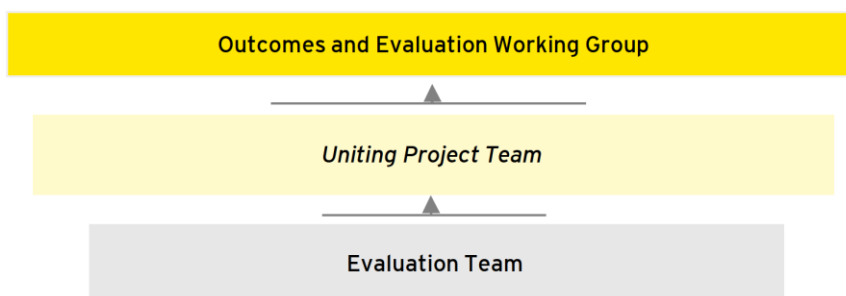 Outcomes and Evaluation Working Group
Uniting Project Team
Evaluation Team